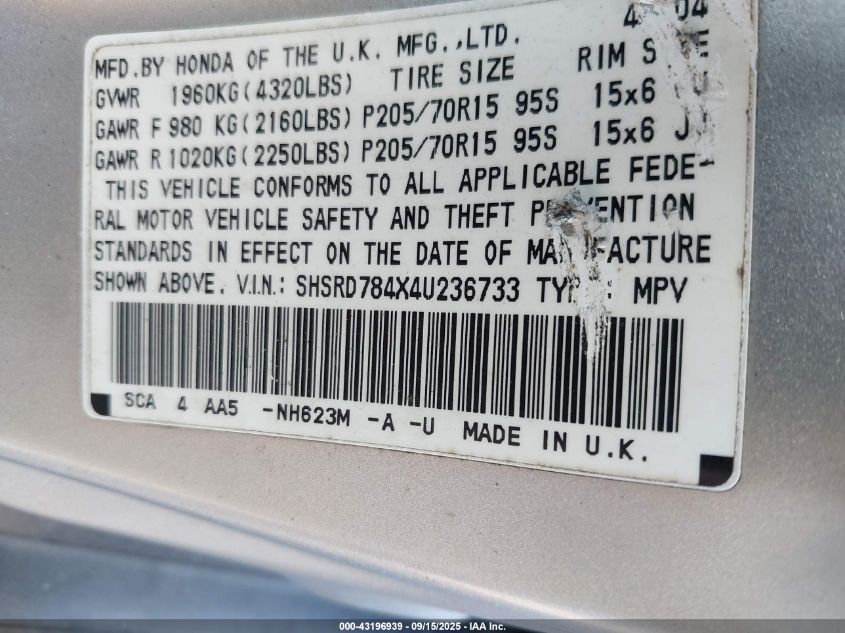 MFD.BY HONDA OF THE U.K. MFG.,LTD.
GVWR 1960KG(4320LBS) TIRE SIZE RIM
GAWR F 980 KG(2160LBS) P205/70R15 95S 15x6
GAWR R 1020KG(2250LBS) P205/70R15 95S 15x6
THIS VEHICLE CONFORMS TO ALL APPLICABLE FEDE-
RAL MOTOR VEHICLE SAFETY AND THEFT
STANDARDS IN EFFECT ON THE DATE OF
SHOWN ABOVE. V.I.N.: SHSRD784X4U236733 MPV
SCA 4 AA5 -NH623M -A -U MADE IN U.K.
000-43196939 - 09/15/2025 - IAA Inc.